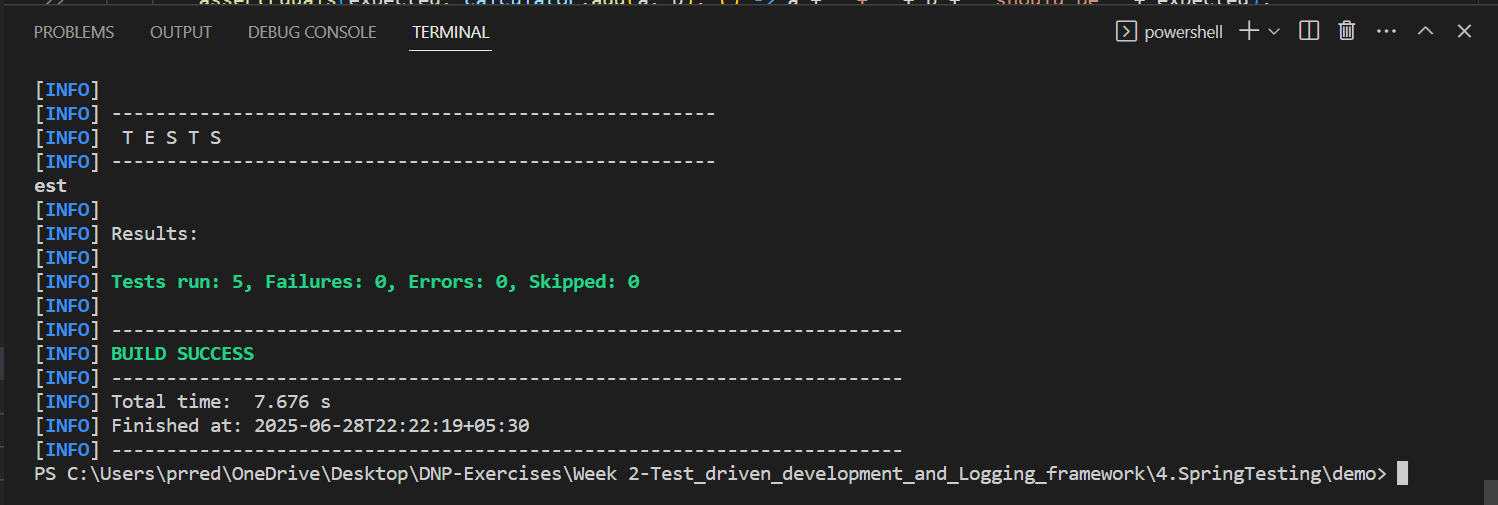 PROBLEMS OUTPUT DEBUG CONSOLE TERMINAL powershell
[INFO]
[INFO] -------------------------------------------------------
[INFO]  T E S T S
[INFO] -------------------------------------------------------
est
[INFO]
[INFO] Results:
[INFO]
[INFO] Tests run: 5, Failures: 0, Errors: 0, Skipped: 0
[INFO]
[INFO] ------------------------------------------------------------------------
[INFO] BUILD SUCCESS
[INFO] ------------------------------------------------------------------------
[INFO] Total time:  7.676 s
[INFO] Finished at: 2025-06-28T22:22:19+05:30
[INFO] ------------------------------------------------------------------------
PS C:\Users\prred\OneDrive\Desktop\DNP-Exercises\Week 2-Test_driven_development_and_Logging_framework\4.SpringTesting\demo>